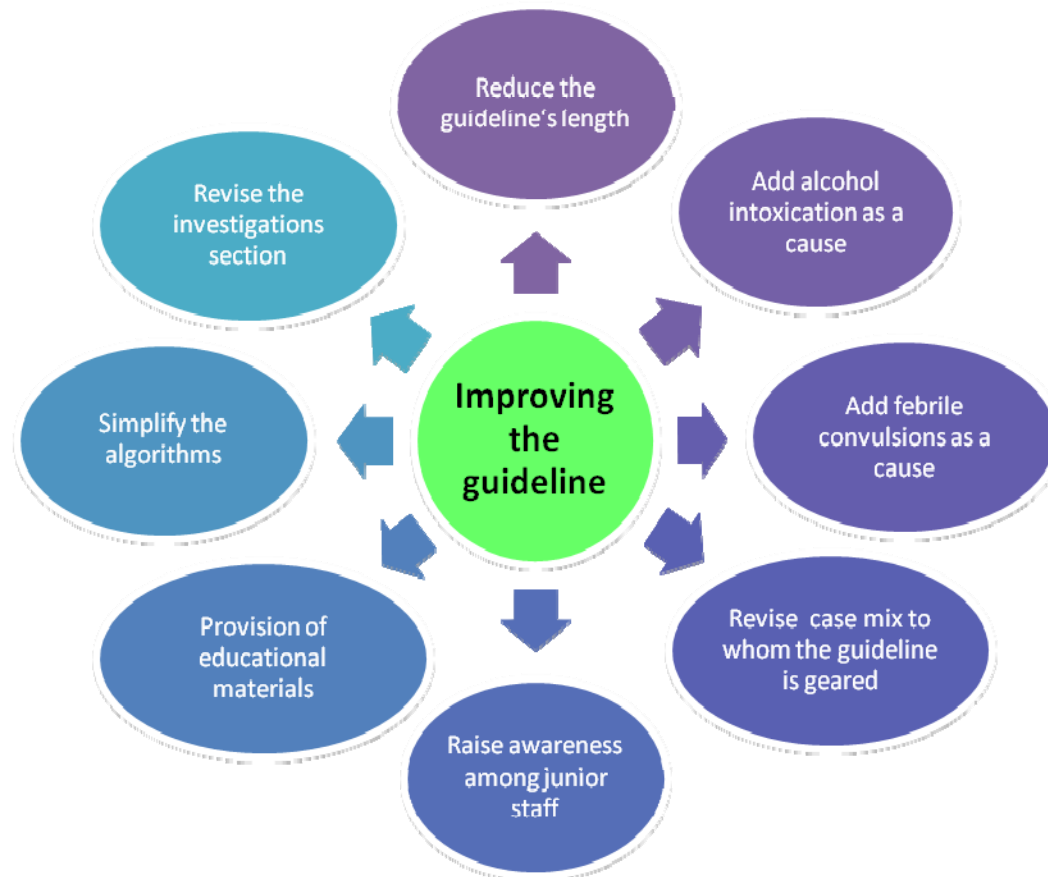 Reduce the
guideline's length
Add alcohol
intoxication as a
cause
Add febrile
convulsions as a
cause
Revise case mix to
whom the guideline
is geared
Raise awareness
among junior
staff
Provision of
educational
materials
Simplify the
algorithms
Revise the
investigations
section
Improving
the
guideline